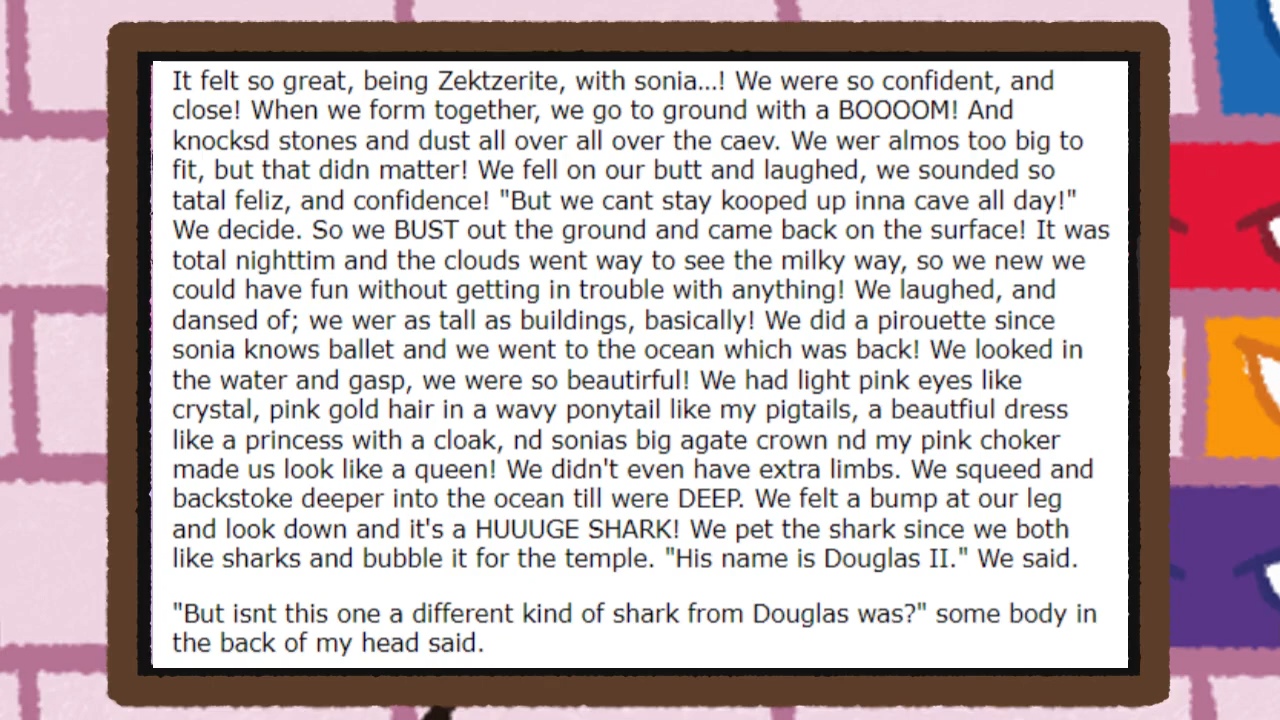 It felt so great, being Zektzerite, with sonia...! We were so confident, and
close! When we form together, we go to ground with a BOOOOM! And
knocksd stones and dust all over all over the caev. We wer almos too big to
fit, but that didn matter! We fell on our butt and laughed, we sounded so
tatal feliz, and confidence! "But we cant stay kooped up inna cave all day!"
We decide. So we BUST out the ground and came back on the surface! It was
total nighttim and the clouds went way to see the milky way, so we new we
could have fun without getting in trouble with anything! We laughed, and
dansed of; we wer as tall as buildings, basically! We did a pirouette since
sonia knows ballet and we went to the ocean which was back! We looked in
the water and gasp, we were so beautirful! We had light pink eyes like
crystal, pink gold hair in a wavy ponytail like my pigtails, a beautfiul dress
like a princess with a cloak, nd sonias big agate crown nd my pink choker
made us look like a queen! We didn't even have extra limbs. We squeed and
backstoke deeper into the ocean till were DEEP. We felt a bump at our leg
and look down and it's a HUUUGE SHARK! We pet the shark since we both
like sharks and bubble it for the temple. "His name is Douglas II." We said.
"But isnt this one a different kind of shark from Douglas was?" some body in
the back of my head said.